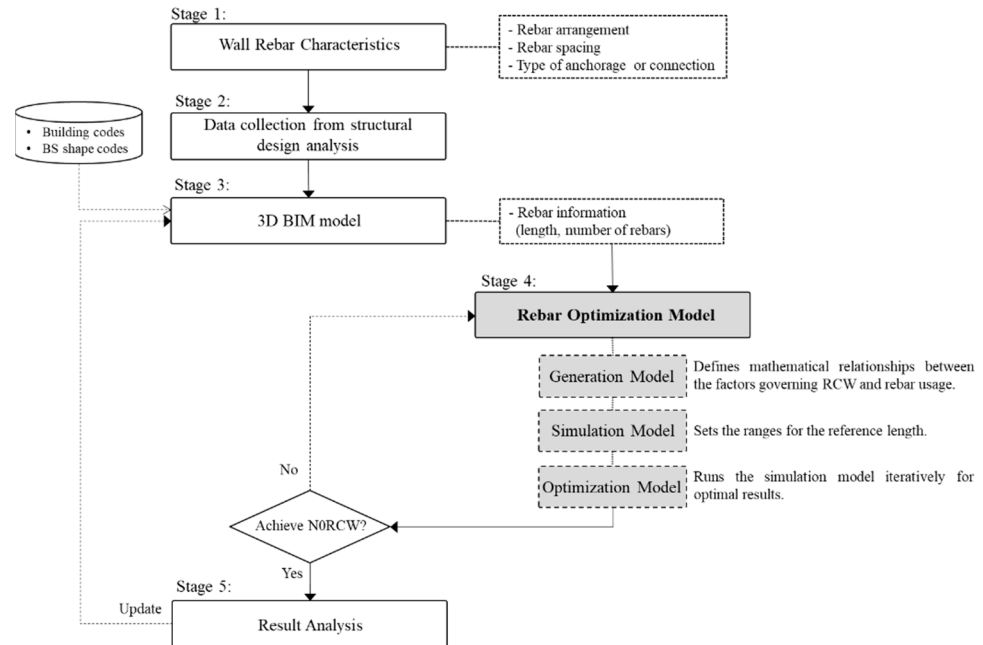 Stage 1:
Wall Rebar Characteristics
- Rebar arrangement
- Rebar spacing
- Type of anchorage or connection
Stage 2:
Data collection from structural
design analysis
• Building codes
• BS shape codes
Stage 3:
3D BIM model
- Rebar information
(length, number of rebars)
Stage 4:
Rebar Optimization Model
Generation Model
Defines mathematical relationships between
the factors governing RCW and rebar usage.
Simulation Model
Sets the ranges for the reference length.
Optimization Model
Runs the simulation model iteratively for
optimal results.
No
Achieve N0RCW?
Yes
Stage 5:
Update
Result Analysis